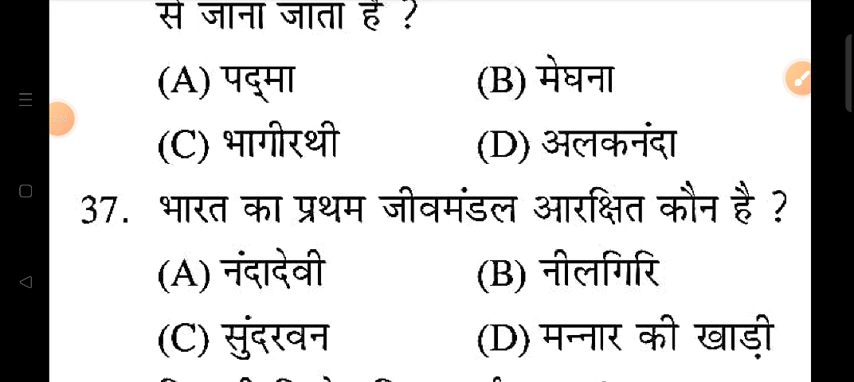 से जाना जाता है ?
(A) पद्मा (B) मेघना
(C) भागीरथी (D) अलकनंदा
37. भारत का प्रथम जीवमंडल आरक्षित कौन है ?
(A) नंदादेवी (B) नीलगिरि
(C) सुंदरवन (D) मन्नार की खाड़ी